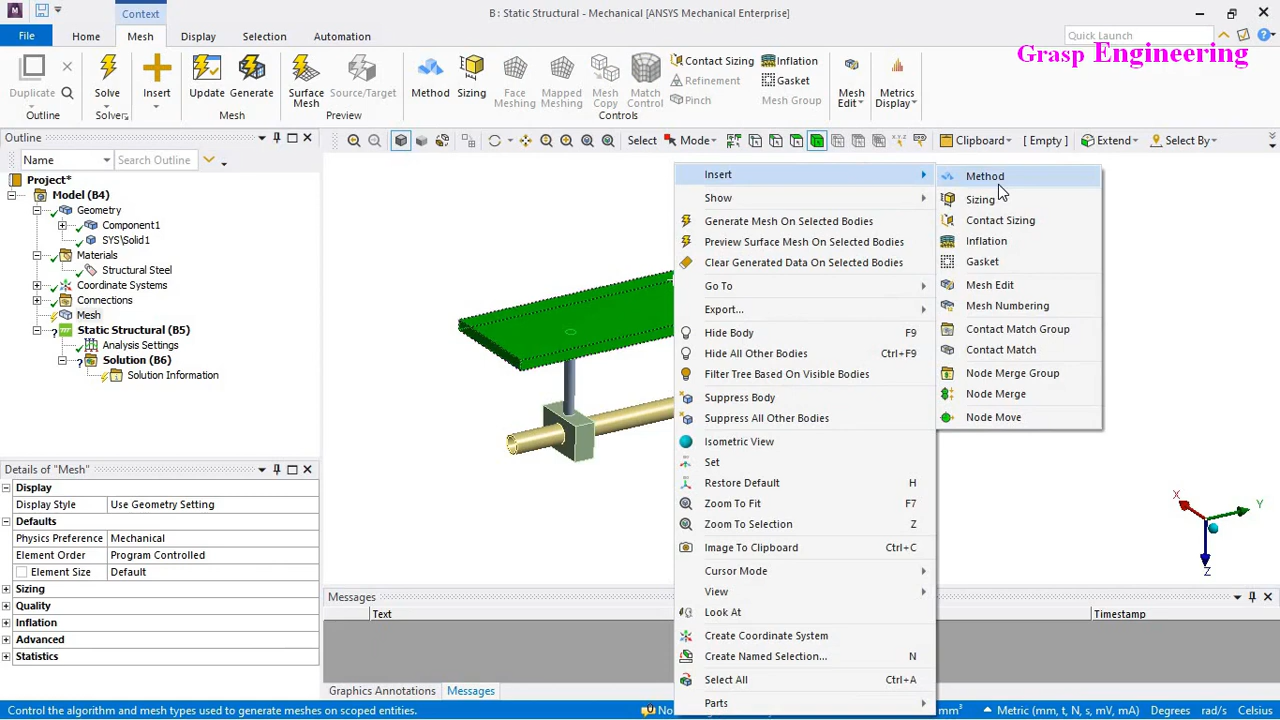 B : Static Structural - Mechanical [ANSYS Mechanical Enterprise]
Context
File Home Mesh Display Selection Automation
Quick Launch
Grasp Engineering
Duplicate Solve Insert Update Generate Surface Mesh Source/Target Method Sizing Face Meshing Mapped Meshing Mesh Copy Match Control
Contact Sizing Inflation
Refinement Gasket
Pinch Mesh Group
Mesh Edit Metrics Display
Outline Solvers Mesh Preview Controls
Outline
Select Mode Clipboard [ Empty ] Extend Select By
Name Search Outline
Project*
Model (B4)
Geometry
Component1
SYS\Solid1
Materials
Structural Steel
Coordinate Systems
Connections
Mesh
Static Structural (B5)
Analysis Settings
Solution (B6)
Solution Information
Details of "Mesh"
Display
Display Style Use Geometry Setting
Defaults
Physics Preference Mechanical
Element Order Program Controlled
Element Size Default
Sizing
Quality
Inflation
Advanced
Statistics
Insert
Show
Generate Mesh On Selected Bodies
Preview Surface Mesh On Selected Bodies
Clear Generated Data On Selected Bodies
Go To
Export...
Hide Body F9
Hide All Other Bodies Ctrl+F9
Filter Tree Based On Visible Bodies
Suppress Body
Suppress All Other Bodies
Isometric View
Set
Restore Default H
Zoom To Fit F7
Zoom To Selection Z
Image To Clipboard Ctrl+C
Cursor Mode
View
Look At
Create Coordinate System
Create Named Selection... N
Select All Ctrl+A
Parts
Method
Sizing
Contact Sizing
Inflation
Gasket
Mesh Edit
Mesh Numbering
Contact Match Group
Contact Match
Node Merge Group
Node Merge
Node Move
X
Y
Z
Messages
Text Timestamp
Graphics Annotations Messages
Control the algorithm and mesh types used to generate meshes on scoped entities. Metric (mm, t, N, s, mV, mA) Degrees rad/s Celsius